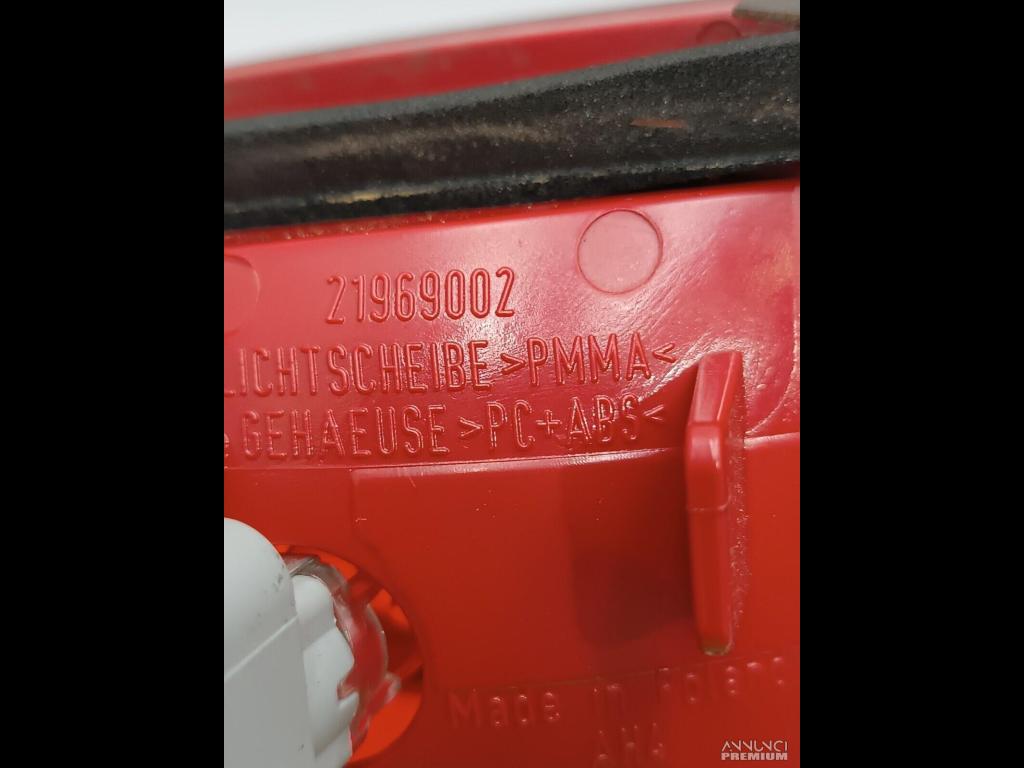 21969002
LICHTSCHEIBE >PMMA<
GEHAEUSE >PC+ABS<
Made in Poland
ANNUNCI
PREMIUM